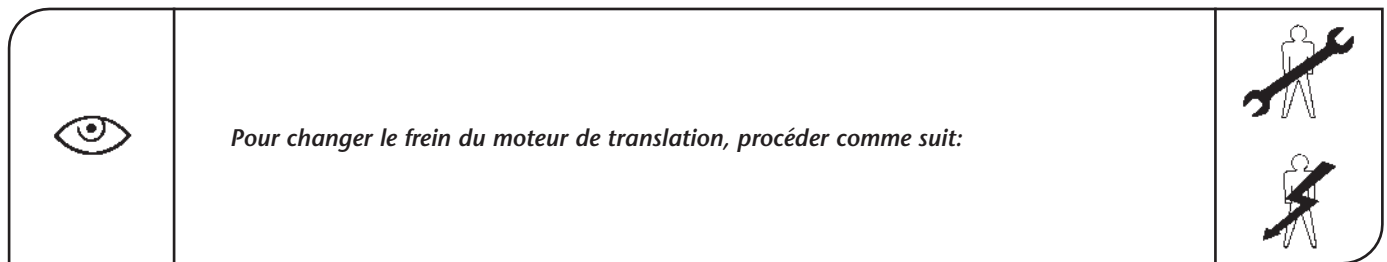 Pour changer le frein du moteur de translation, procéder comme suit: